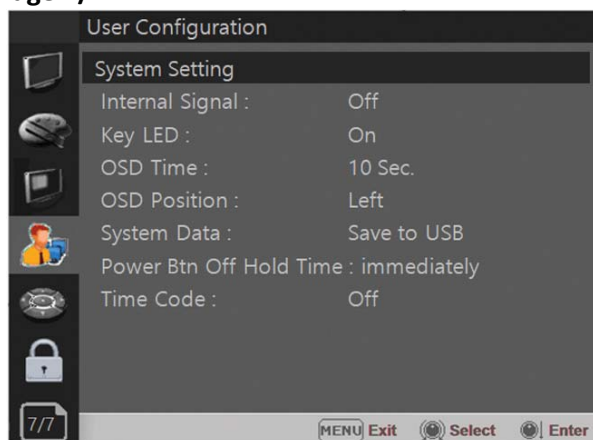 User Configuration
System Setting
Internal Signal : Off
Key LED : On
OSD Time : 10 Sec.
OSD Position : Left
System Data : Save to USB
Power Btn Off Hold Time : immediately
Time Code : Off
7/7
MENU Exit Select Enter